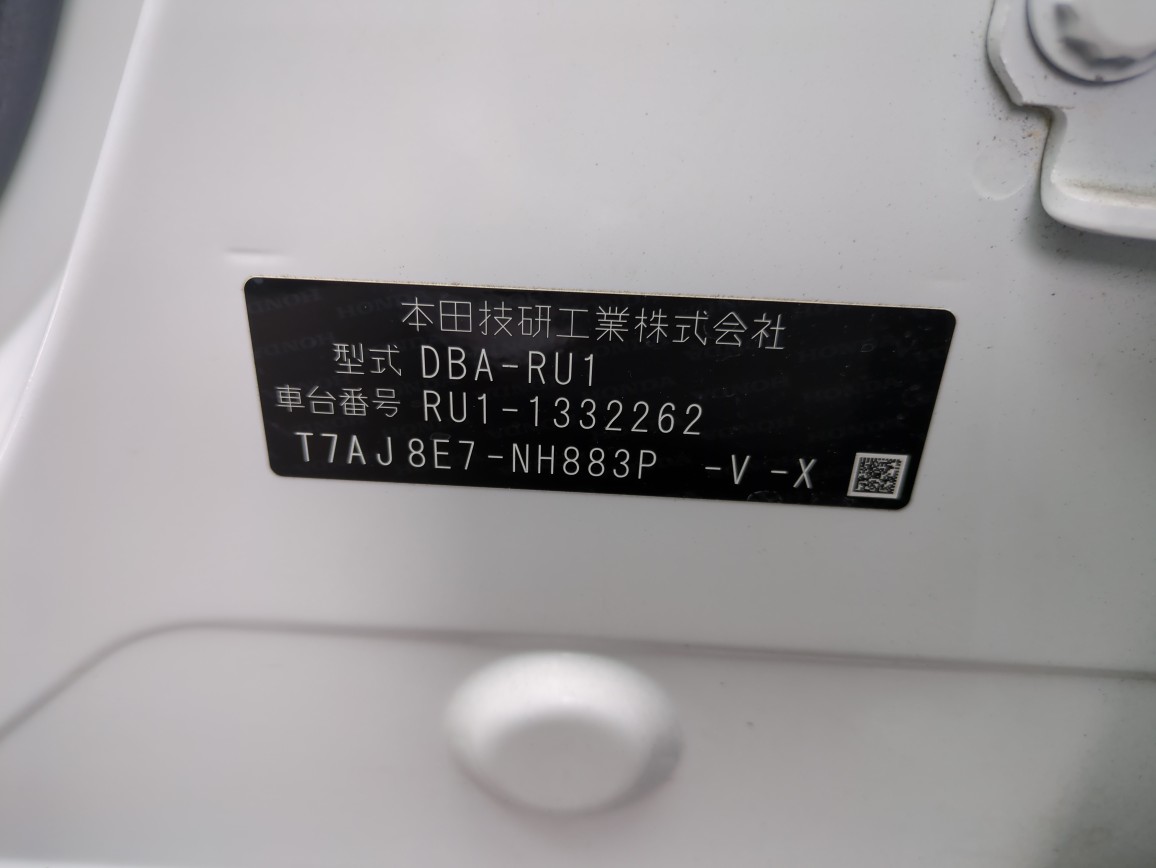 本田技研工業株式会社
型式 DBA-RU1
車台番号 RU1-1332262
T7AJ8E7-NH883P -V -X